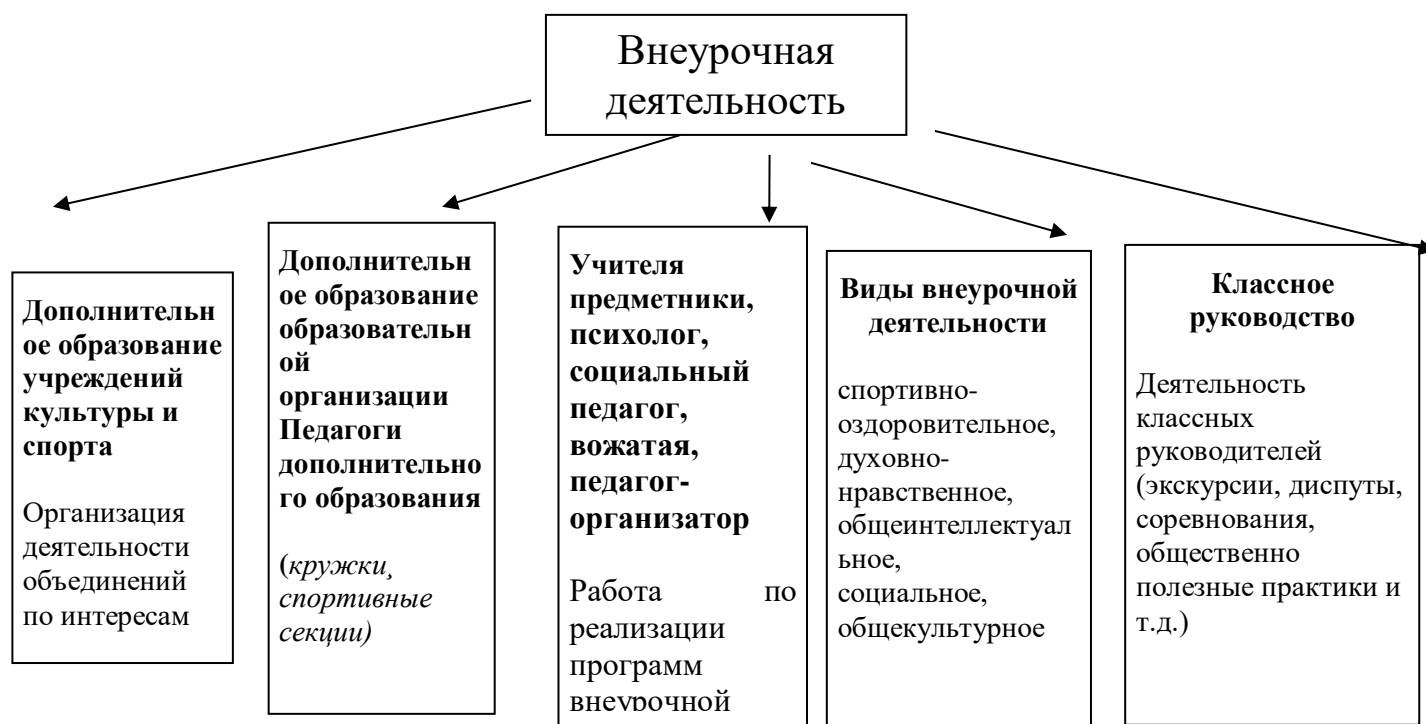 Внеурочная
деятельность
Дополнительн
ое образование
учреждений
культуры и
спорта
Организация
деятельности
объединений
по интересам
Дополнительн
ое образование
образовательн
ой
организации
Педагоги
дополнительно
го образования
(кружки,
спортивные
секции)
Учителя
предметники,
психолог,
социальный
педагог,
вожатая,
педагог-
организатор
Работа по
реализации
программ
внеурочной
Виды внеурочной
деятельности
спортивно-
оздоровительное,
духовно-
нравственное,
общеинтеллектуал
ьное,
социальное,
общекультурное
Классное
руководство
Деятельность
классных
руководителей
(экскурсии, диспуты,
соревнования,
общественно
полезные практики и
т.д.)